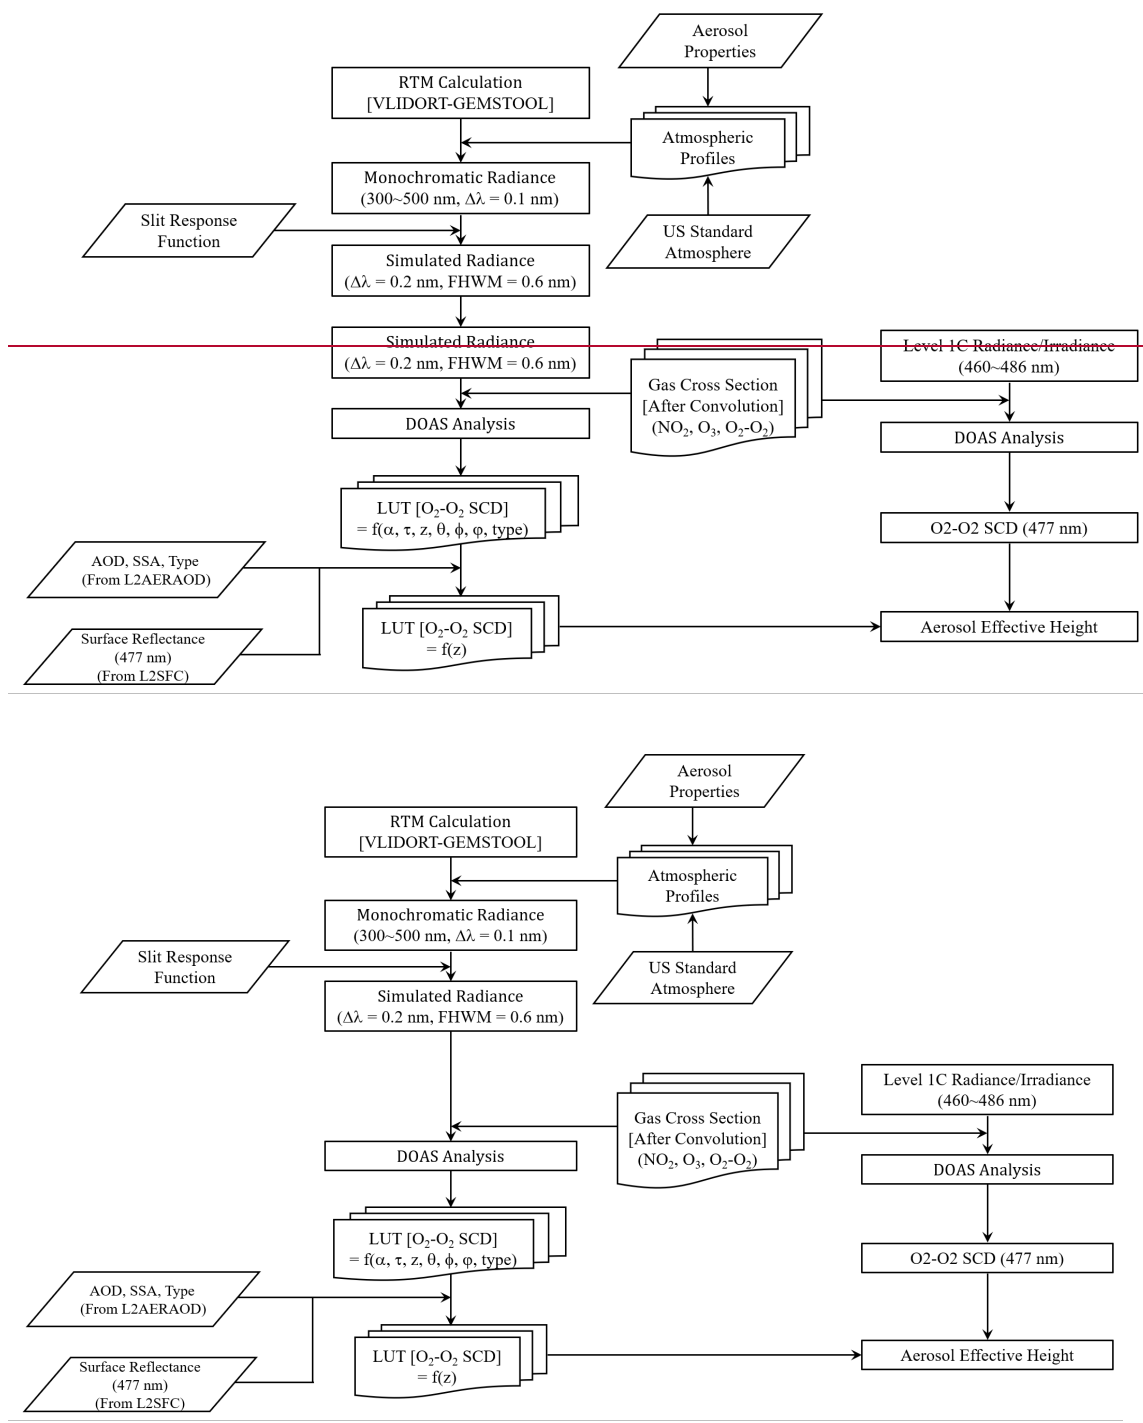 Aerosol
Properties
RTM Calculation
[VLIDORT-GEMSTOOL]
Atmospheric
Profiles
Monochromatic Radiance
(300~500 nm, Δλ = 0.1 nm)
Slit Response
Function
US Standard
Atmosphere
Simulated Radiance
(Δλ = 0.2 nm, FHWM = 0.6 nm)
Simulated Radiance
(Δλ = 0.2 nm, FHWM = 0.6 nm)
Level 1C Radiance/Irradiance
(460~486 nm)
Gas Cross Section
[After Convolution]
(NO₂, O₃, O₂-O₂)
DOAS Analysis
DOAS Analysis
LUT [O₂-O₂ SCD]
= f(α, τ, z, θ, ϕ, φ, type)
O2-O2 SCD (477 nm)
AOD, SSA, Type
(From L2AERAOD)
LUT [O₂-O₂ SCD]
= f(z)
Aerosol Effective Height
Surface Reflectance
(477 nm)
(From L2SFC)
Aerosol
Properties
RTM Calculation
[VLIDORT-GEMSTOOL]
Atmospheric
Profiles
Monochromatic Radiance
(300~500 nm, Δλ = 0.1 nm)
Slit Response
Function
US Standard
Atmosphere
Simulated Radiance
(Δλ = 0.2 nm, FHWM = 0.6 nm)
Level 1C Radiance/Irradiance
(460~486 nm)
Gas Cross Section
[After Convolution]
(NO₂, O₃, O₂-O₂)
DOAS Analysis
DOAS Analysis
LUT [O₂-O₂ SCD]
= f(α, τ, z, θ, ϕ, φ, type)
O2-O2 SCD (477 nm)
AOD, SSA, Type
(From L2AERAOD)
LUT [O₂-O₂ SCD]
= f(z)
Aerosol Effective Height
Surface Reflectance
(477 nm)
(From L2SFC)